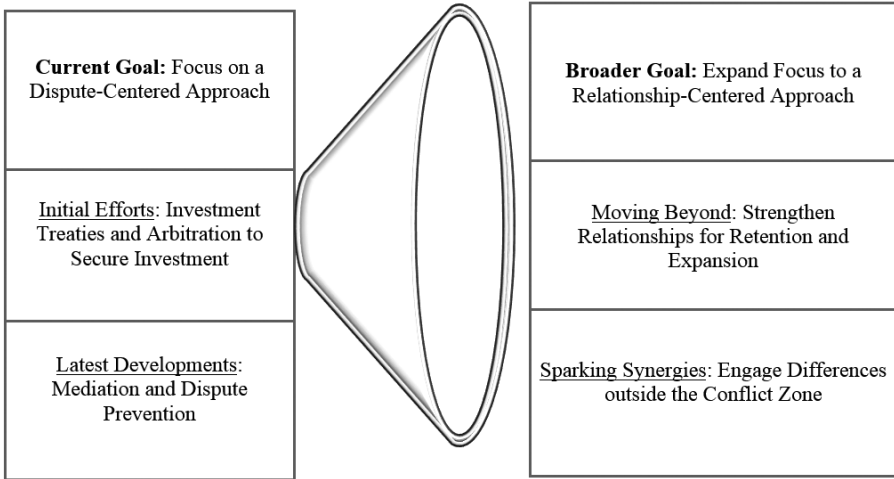 Current Goal: Focus on a
Dispute-Centered Approach
Initial Efforts: Investment
Treaties and Arbitration to
Secure Investment
Latest Developments:
Mediation and Dispute
Prevention
Broader Goal: Expand Focus to a
Relationship-Centered Approach
Moving Beyond: Strengthen
Relationships for Retention and
Expansion
Sparking Synergies: Engage Differences
outside the Conflict Zone